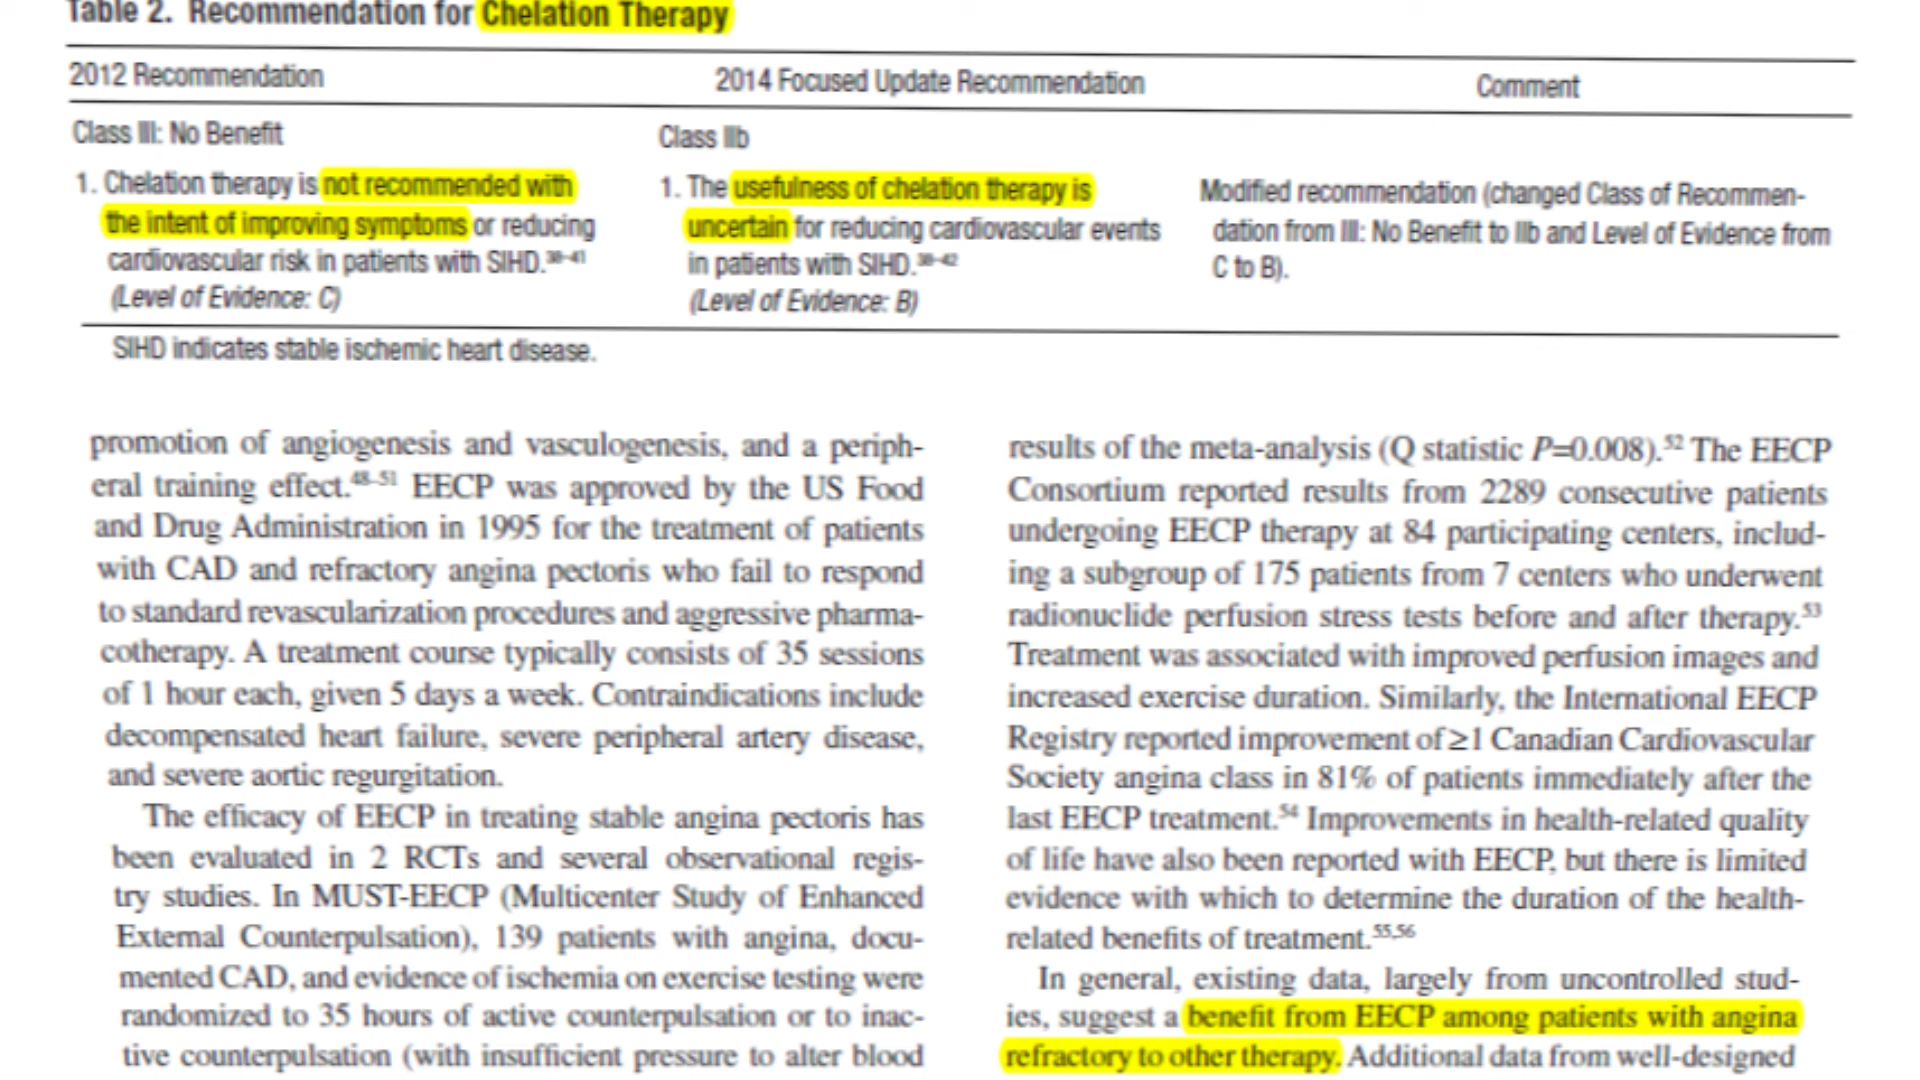 Table 2. Recommendation for Chelation Therapy
2012 Recommendation
2014 Focused Update Recommendation
Comment
Class III: No Benefit
1. Chelation therapy is not recommended with
the intent of improving symptoms or reducing
cardiovascular risk in patients with SIHD.38–41
(Level of Evidence: C)
Class IIb
1. The usefulness of chelation therapy is
uncertain for reducing cardiovascular events
in patients with SIHD.38–42
(Level of Evidence: B)
Modified recommendation (changed Class of Recommen-
dation from III: No Benefit to IIb and Level of Evidence from
C to B).
SIHD indicates stable ischemic heart disease.
promotion of angiogenesis and vasculogenesis, and a periph-
eral training effect.48–51 EECP was approved by the US Food
and Drug Administration in 1995 for the treatment of patients
with CAD and refractory angina pectoris who fail to respond
to standard revascularization procedures and aggressive pharma-
cotherapy. A treatment course typically consists of 35 sessions
of 1 hour each, given 5 days a week. Contraindications include
decompensated heart failure, severe peripheral artery disease,
and severe aortic regurgitation.
The efficacy of EECP in treating stable angina pectoris has
been evaluated in 2 RCTs and several observational regis-
try studies. In MUST-EECP (Multicenter Study of Enhanced
External Counterpulsation), 139 patients with angina, docu-
mented CAD, and evidence of ischemia on exercise testing were
randomized to 35 hours of active counterpulsation or to inac-
tive counterpulsation (with insufficient pressure to alter blood
results of the meta-analysis (Q statistic P=0.008).52 The EECP
Consortium reported results from 2289 consecutive patients
undergoing EECP therapy at 84 participating centers, includ-
ing a subgroup of 175 patients from 7 centers who underwent
radionuclide perfusion stress tests before and after therapy.53
Treatment was associated with improved perfusion images and
increased exercise duration. Similarly, the International EECP
Registry reported improvement of ≥1 Canadian Cardiovascular
Society angina class in 81% of patients immediately after the
last EECP treatment.54 Improvements in health-related quality
of life have also been reported with EECP, but there is limited
evidence with which to determine the duration of the health-
related benefits of treatment.55,56
In general, existing data, largely from uncontrolled stud-
ies, suggest a benefit from EECP among patients with angina
refractory to other therapy. Additional data from well-designed